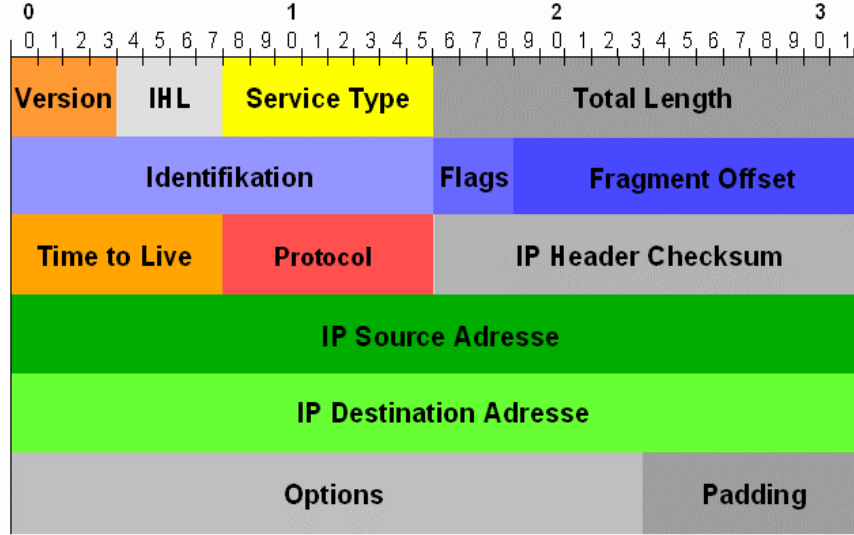 0 1 2 3
0 1 2 3 4 5 6 7 8 9 0 1 2 3 4 5 6 7 8 9 0 1 2 3 4 5 6 7 8 9 0 1
Version IHL Service Type Total Length
Identifikation Flags Fragment Offset
Time to Live Protocol IP Header Checksum
IP Source Adresse
IP Destination Adresse
Options Padding